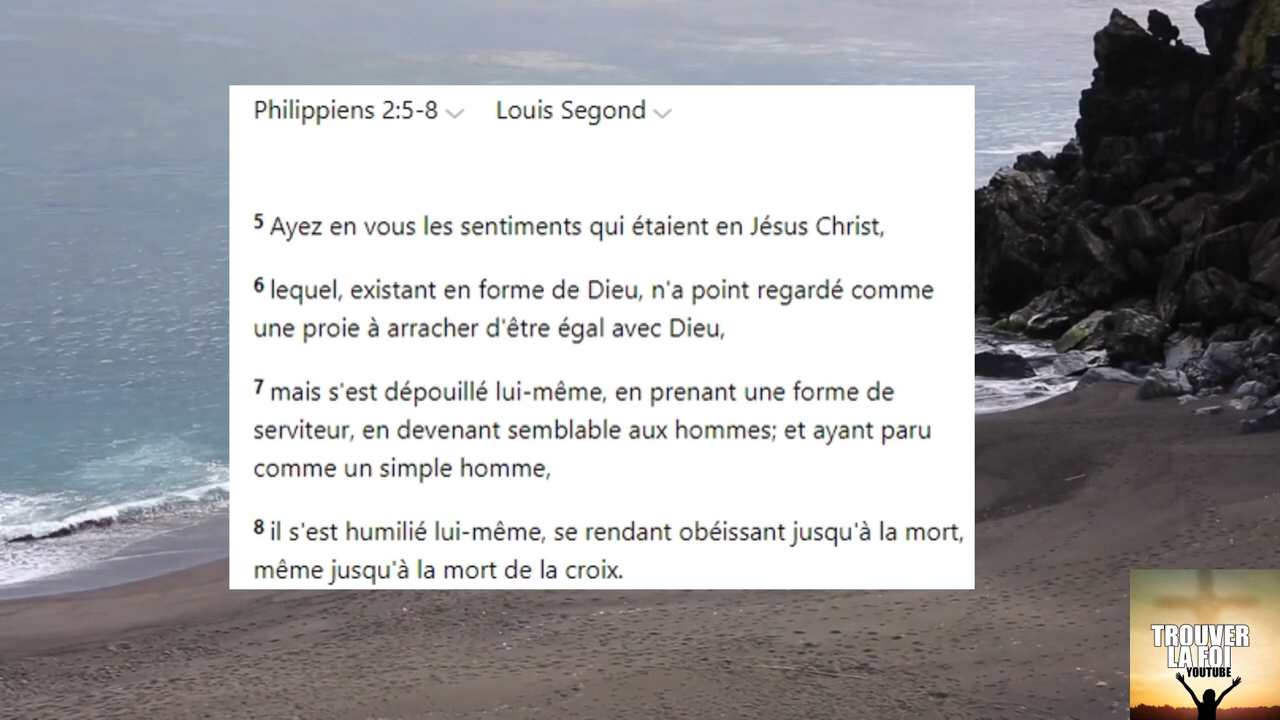 Philippiens 2:5-8 Louis Segond
5 Ayez en vous les sentiments qui étaient en Jésus Christ,
6 lequel, existant en forme de Dieu, n'a point regardé comme
une proie à arracher d'être égal avec Dieu,
7 mais s'est dépouillé lui-même, en prenant une forme de
serviteur, en devenant semblable aux hommes; et ayant paru
comme un simple homme,
8 il s'est humilié lui-même, se rendant obéissant jusqu'à la mort,
même jusqu'à la mort de la croix.
TROUVER
LA FOI
YOUTUBE